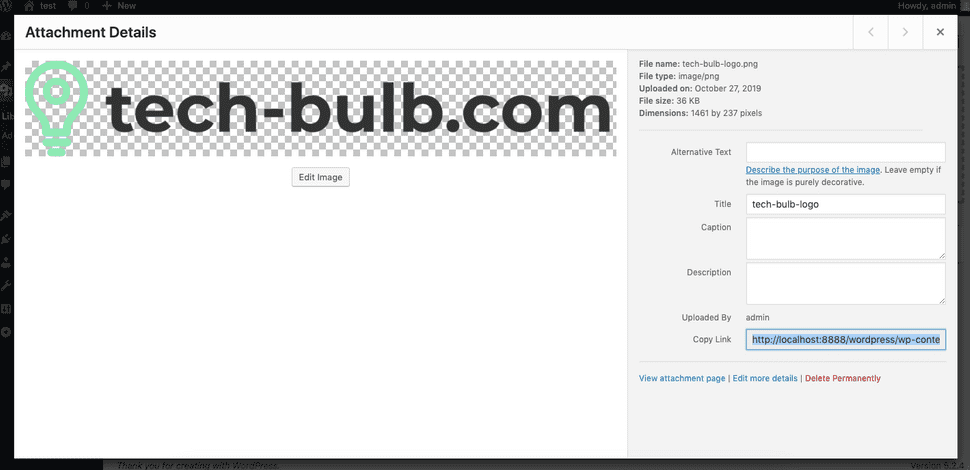 test 0 New Howdy, admin
Attachment Details
tech-bulb.com
Edit Image
File name: tech-bulb-logo.png
File type: image/png
Uploaded on: October 27, 2019
File size: 36 KB
Dimensions: 1461 by 237 pixels
Alternative Text
Describe the purpose of the image. Leave empty if
the image is purely decorative.
Title tech-bulb-logo
Caption
Description
Uploaded By admin
Copy Link http://localhost:8888/wordpress/wp-conte
View attachment page | Edit more details | Delete Permanently
Lib
Ad
Thank you for creating with WordPress. Version 5.2.4